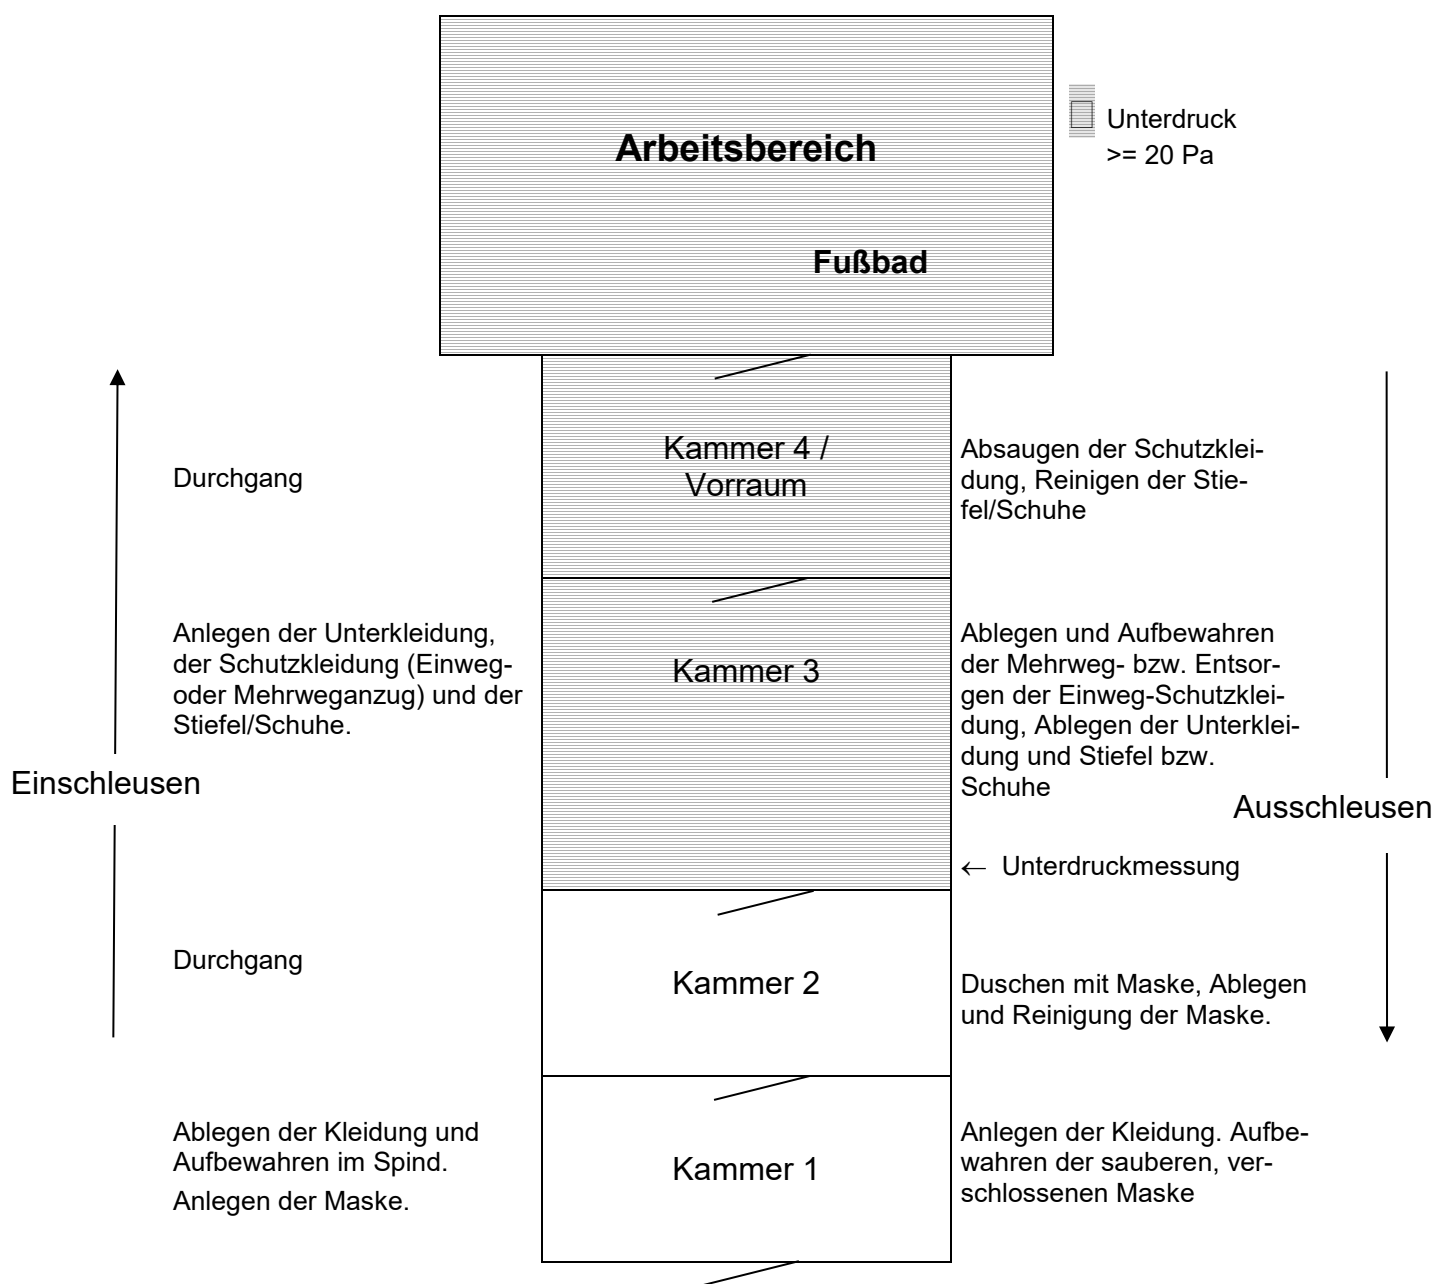 Arbeitsbereich
Unterdruck
>= 20 Pa
Fußbad
Durchgang
Kammer 4 /
Vorraum
Absaugen der Schutzklei-
dung, Reinigen der Stie-
fel/Schuhe
Anlegen der Unterkleidung,
der Schutzkleidung (Einweg-
oder Mehrweganzug) und der
Stiefel/Schuhe.
Kammer 3
Ablegen und Aufbewahren
der Mehrweg- bzw. Entsor-
gen der Einweg-Schutzklei-
dung, Ablegen der Unterklei-
dung und Stiefel bzw.
Schuhe
Einschleusen
Ausschleusen
← Unterdruckmessung
Durchgang
Kammer 2
Duschen mit Maske, Ablegen
und Reinigung der Maske.
Ablegen der Kleidung und
Aufbewahren im Spind.
Anlegen der Maske.
Kammer 1
Anlegen der Kleidung. Aufbe-
wahren der sauberen, ver-
schlossenen Maske